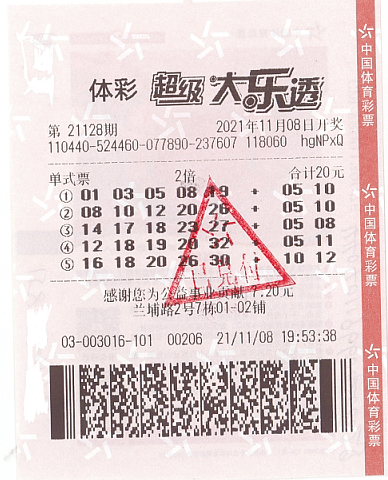 体彩 超级大乐透
第 21128期 2021年11月08日开奖
110440-524460-077890-237607 118060 hgNPxQ
单式票 2倍 合计20元
① 01 03 05 08 19 + 05 10
② 08 10 12 20 26 + 05 10
③ 14 17 18 23 27 + 05 08
④ 12 18 19 20 32 + 05 11
⑤ 16 18 20 26 30 + 10 12
感谢您为公益事业贡献 7.20元
兰埔路2号7栋01-02铺
03-003016-101 00206 21/11/08 19:53:38
中国体育彩票
中国体育彩票
中国体育彩票
已兑付